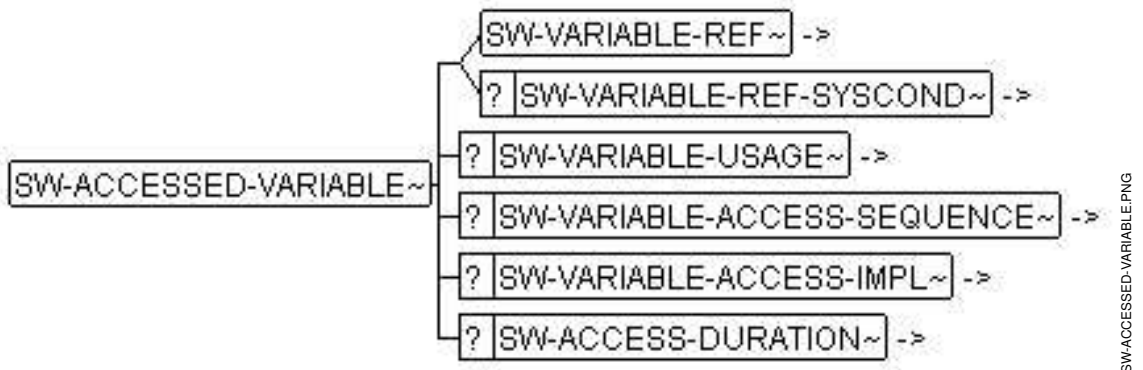 SW-VARIABLE-REF~ ->
? SW-VARIABLE-REF-SYSCOND~ ->
? SW-VARIABLE-USAGE~ ->
SW-ACCESSED-VARIABLE~
? SW-VARIABLE-ACCESS-SEQUENCE~ ->
? SW-VARIABLE-ACCESS-IMPL~ ->
? SW-ACCESS-DURATION~ ->
SW-ACCESSED-VARIABLE.PNG